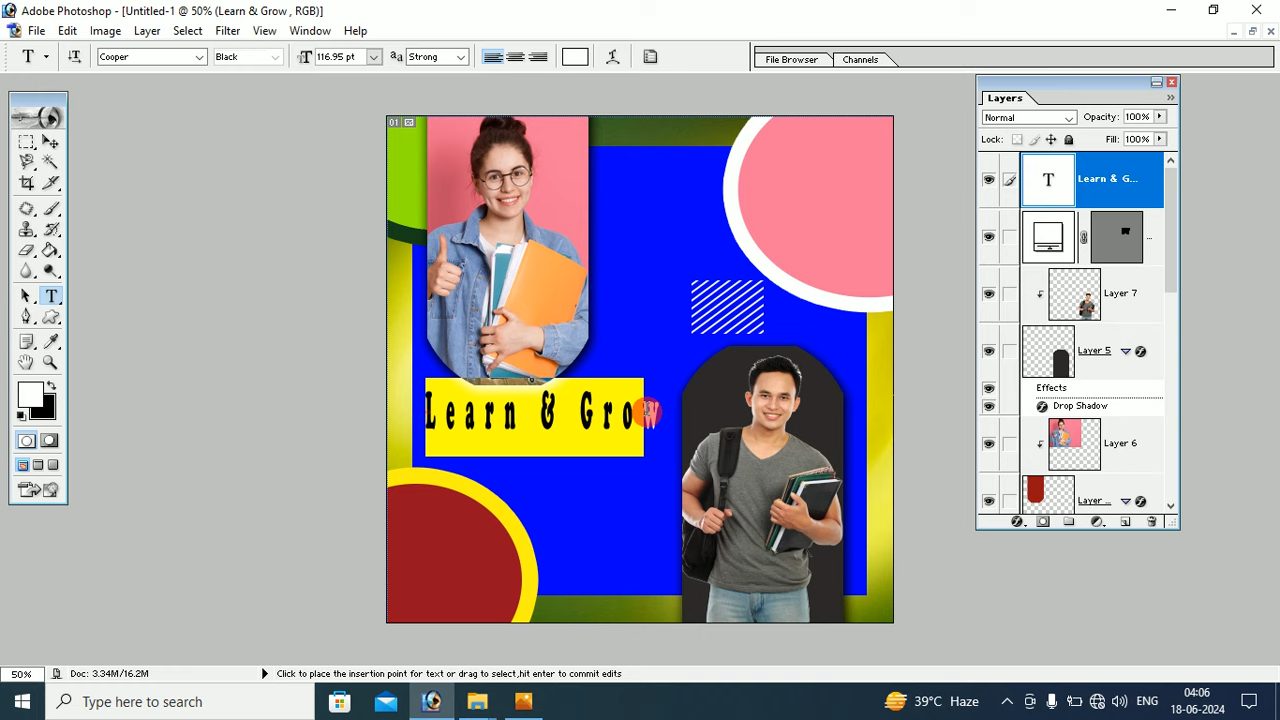 Adobe Photoshop - [Untitled-1 @ 50% (Learn & Grow , RGB)]
File Edit Image Layer Select Filter View Window Help
T Cooper Black 116.95 pt aa Strong File Browser Channels
Layers
Normal Opacity: 100%
Lock: Fill: 100%
01
T Learn & G...
...
Layer 7
Layer 5
Effects
Drop Shadow
Layer 6
Layer ...
Learn & Grow
50% Doc: 3.34M/16.2M Click to place the insertion point for text or drag to select,hit enter to commit edits
Type here to search 39°C Haze ENG 04:06
18-06-2024